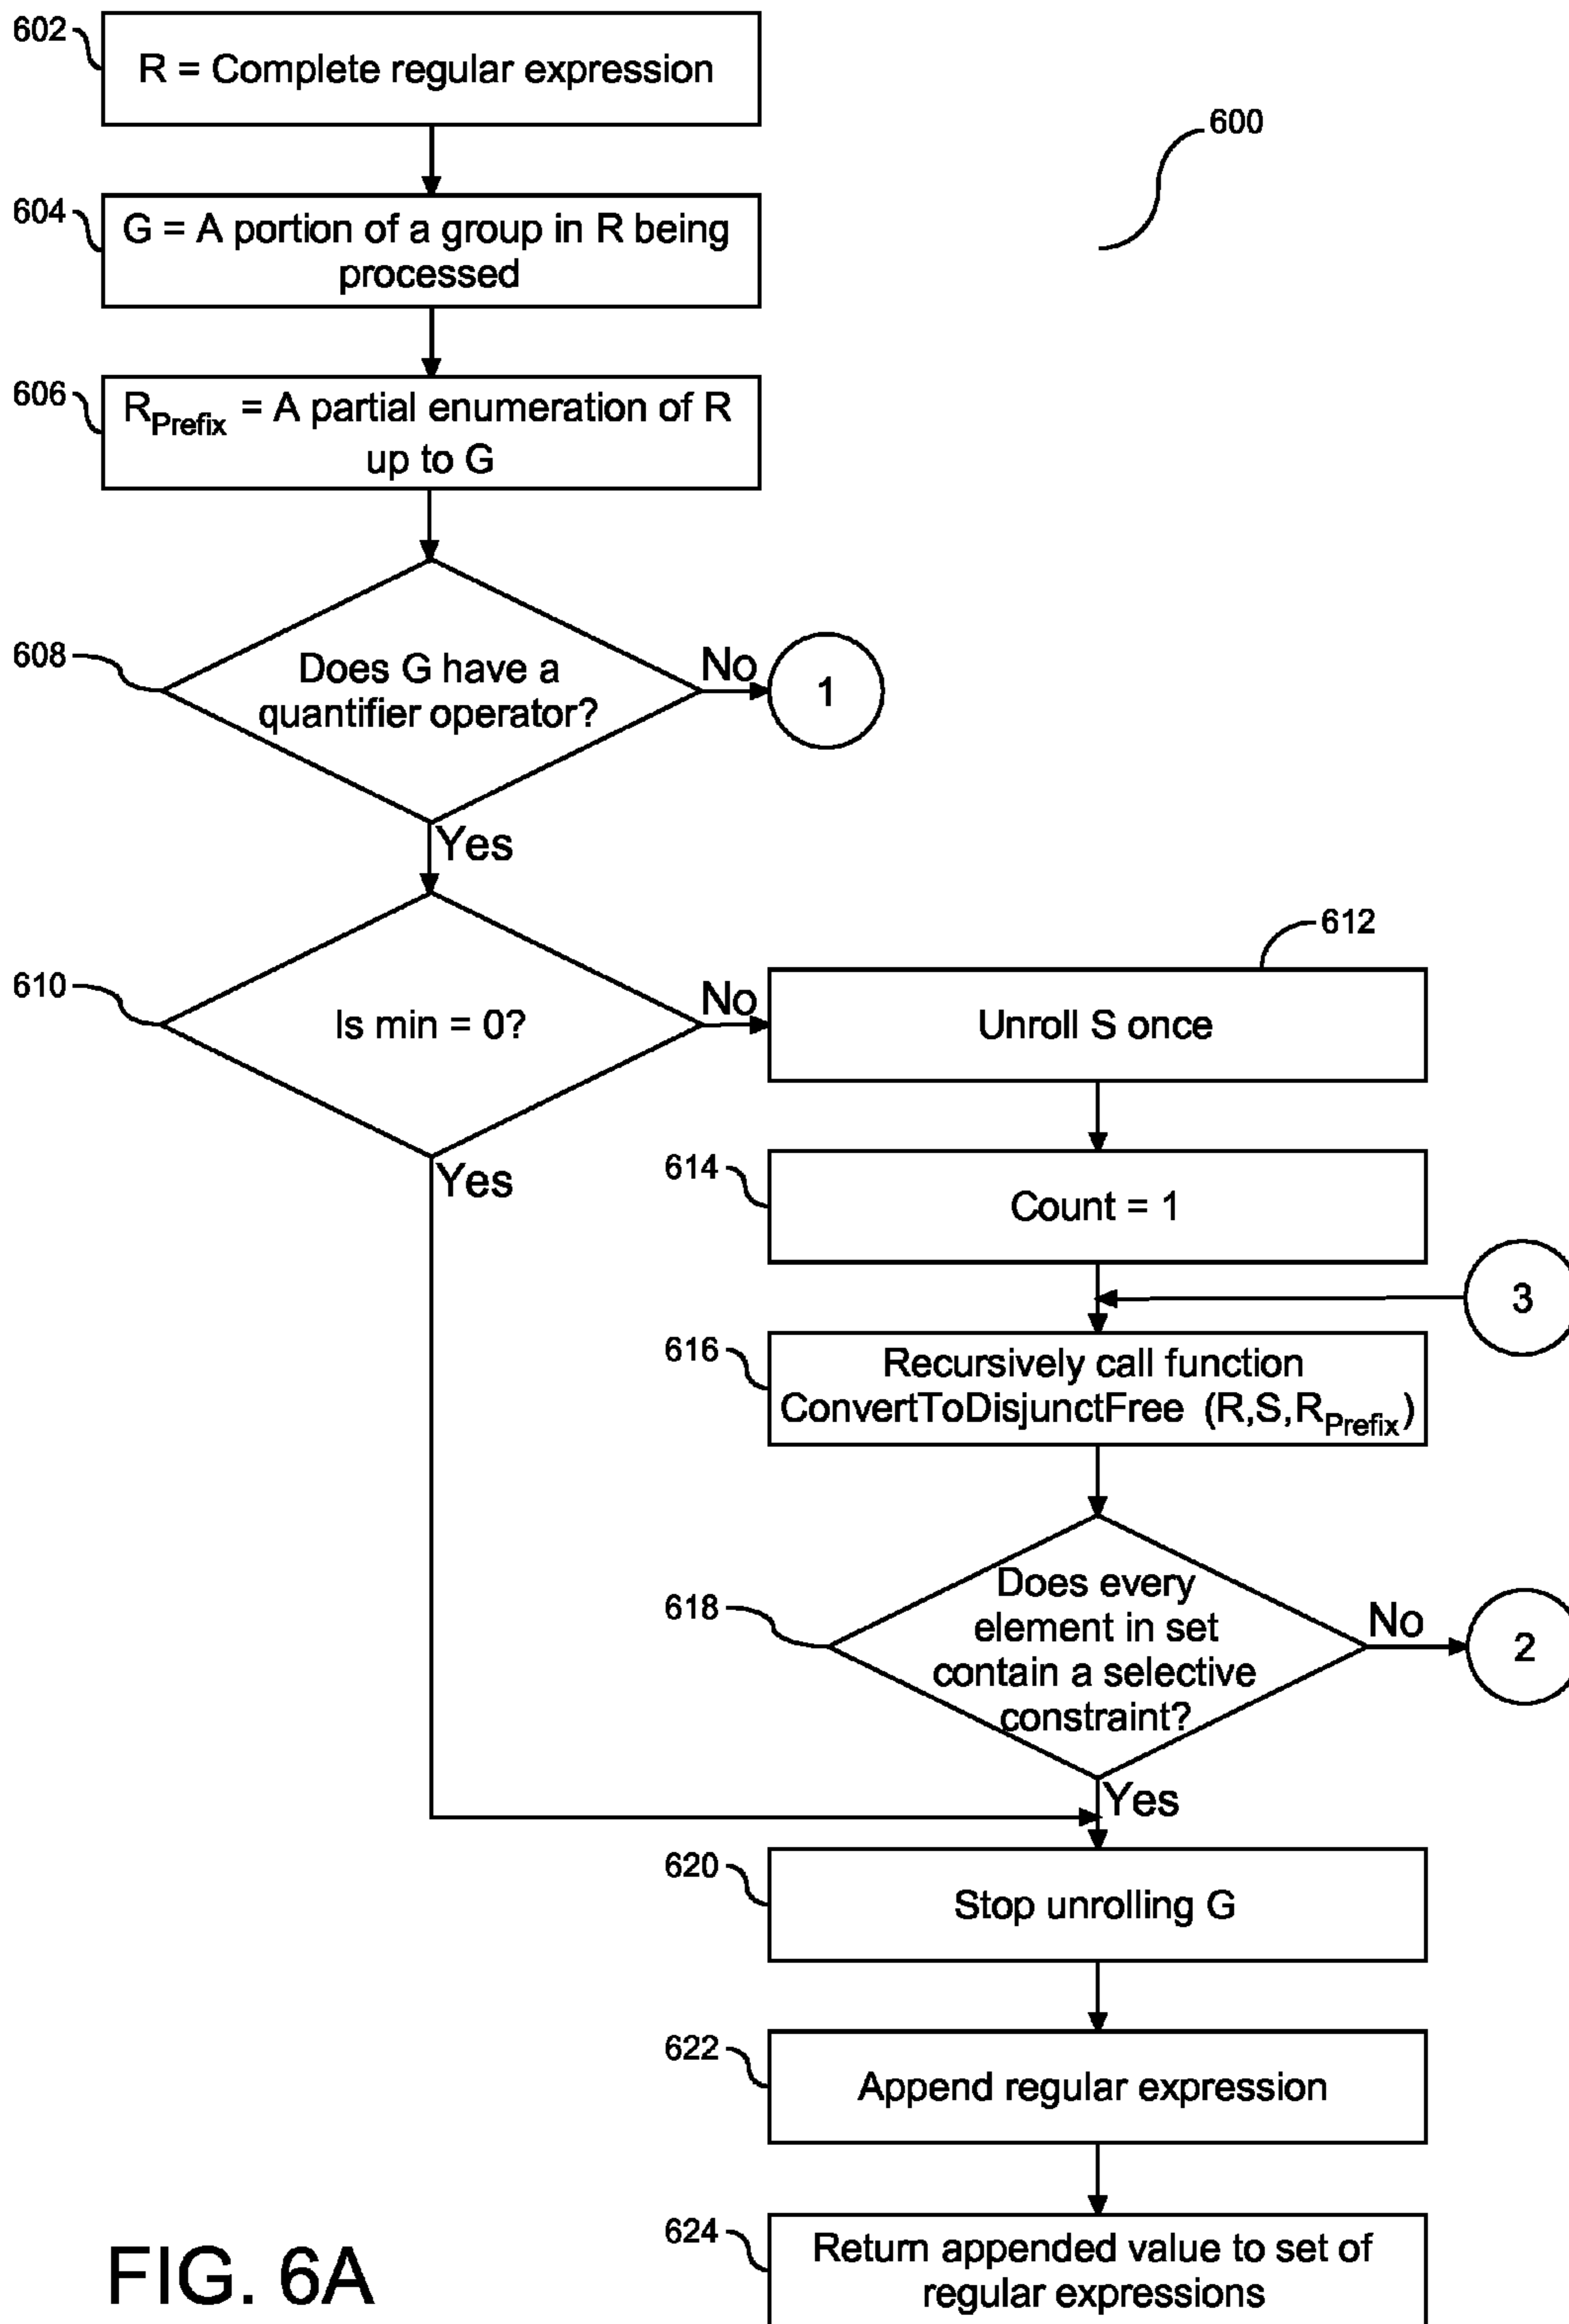 602
R = Complete regular expression
600
604
G = A portion of a group in R being
processed
606
R_Prefix = A partial enumeration of R
up to G
608
Does G have a
quantifier operator?
No
1
Yes
612
610
Is min = 0?
No
Unroll S once
Yes
614
Count = 1
3
616
Recursively call function
ConvertToDisjunctFree (R,S,R_Prefix)
618
Does every
element in set
contain a selective
constraint?
No
2
Yes
620
Stop unrolling G
622
Append regular expression
624
Return appended value to set of
regular expressions
FIG. 6A